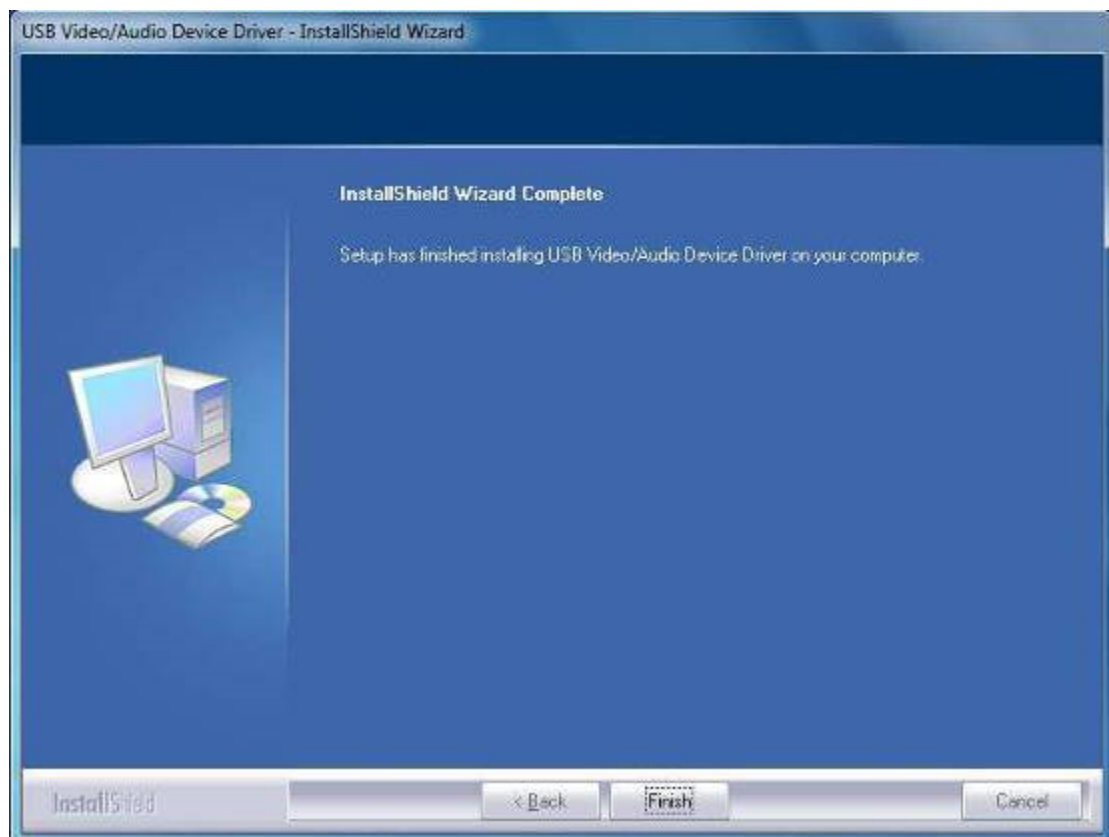 USB Video/Audio Device Driver - InstallShield Wizard
InstallShield Wizard Complete
Setup has finished installing USB Video/Audio Device Driver on your computer.
InstallShield
< Back
Finish
Cancel